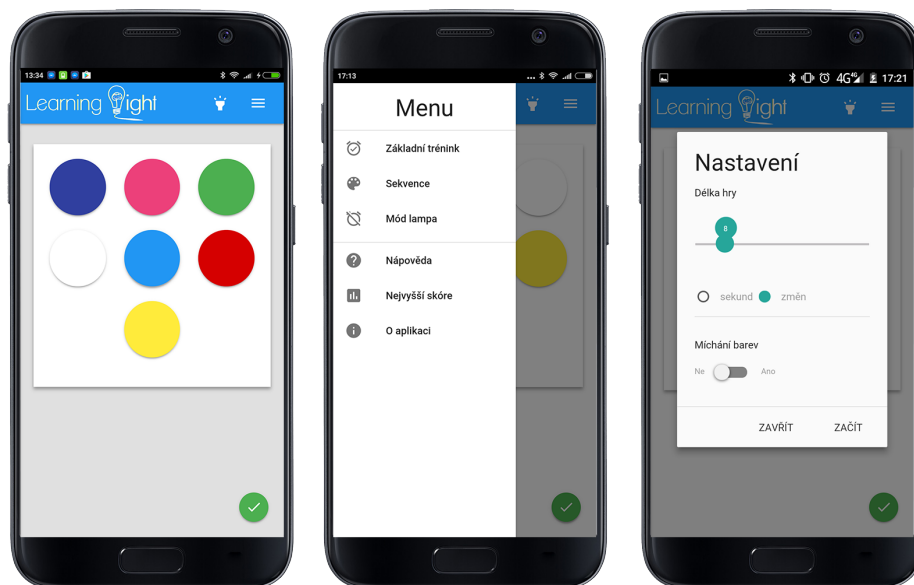 13:34
Learning Light
17:13
Menu
Základní trénink
Sekvence
Mód lampa
Nápověda
Nejvyšší skóre
O aplikaci
4G 17:21
Learning Light
Nastavení
Délka hry
8
sekund změn
Míchání barev
Ne Ano
ZAVŘÍT ZAČÍT